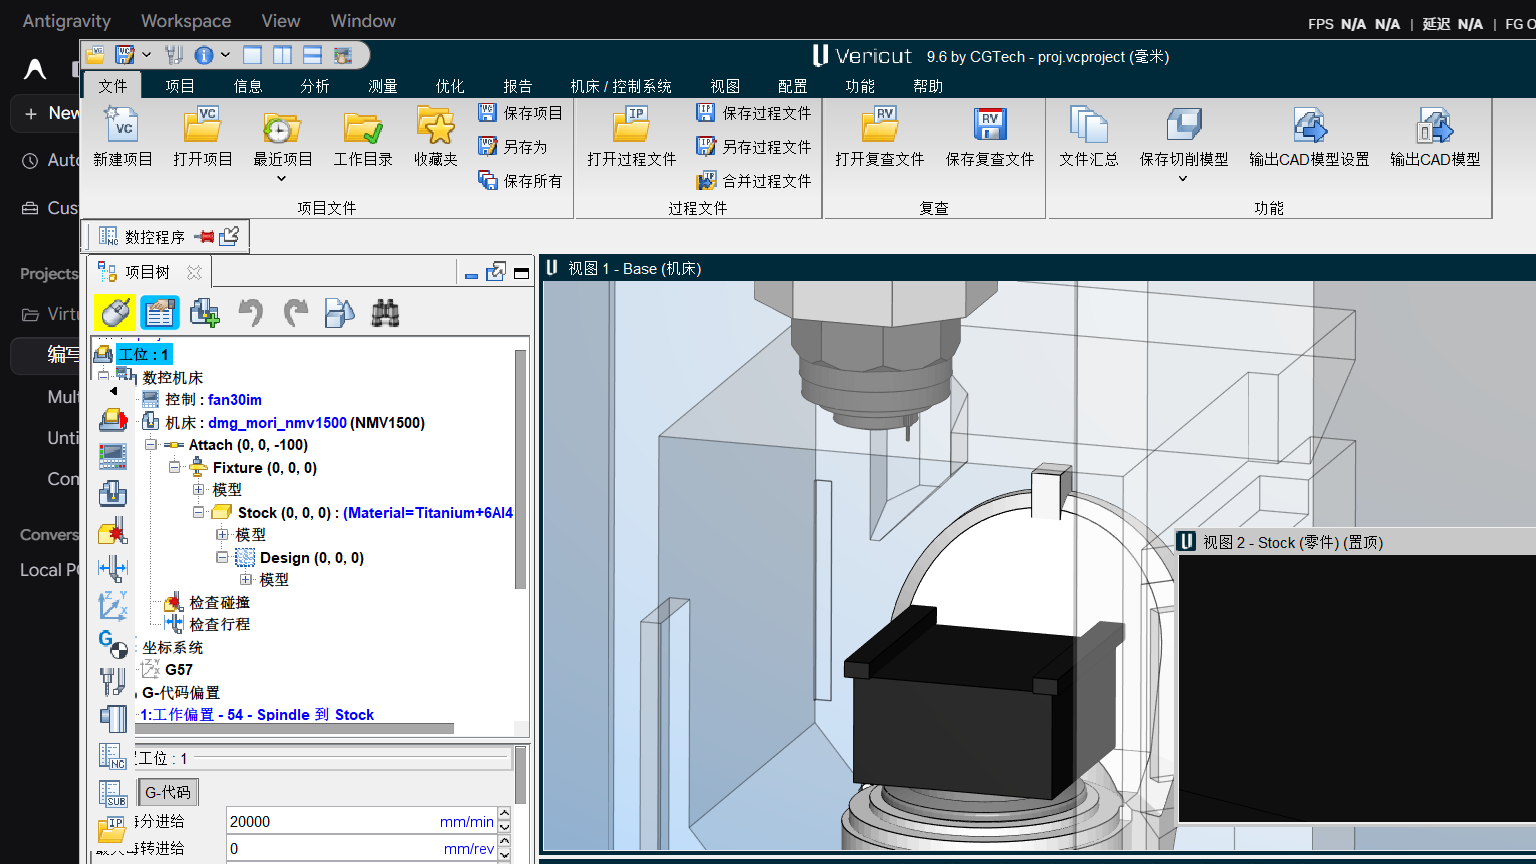 Antigravity Workspace View Window
FPS N/A N/A | 延迟 N/A | FG
Vericut 9.6 by CGTech - proj.vcproject (毫米)
文件 项目 信息 分析 测量 优化 报告 机床 / 控制系统 视图 配置 功能 帮助
新建项目 打开项目 最近项目 工作目录 收藏夹
保存项目
另存为
保存所有
项目文件
打开过程文件
保存过程文件
另存过程文件
合并过程文件
过程文件
打开复查文件 保存复查文件
复查
文件汇总 保存切削模型 输出CAD模型设置 输出CAD模型
功能
New
Projects
编写
Local
数控程序
项目树
工位 : 1
数控机床
控制 : fan30im
机床 : dmg_mori_nmv1500 (NMV1500)
Attach (0, 0, -100)
Fixture (0, 0, 0)
模型
Stock (0, 0, 0) : (Material=Titanium+6Al4
模型
Design (0, 0, 0)
模型
检查碰撞
检查行程
坐标系统
G57
G-代码偏置
1:工作偏置 - 54 - Spindle 到 Stock
工位 : 1
G-代码
每分进给 20000 mm/min
最大每转进给 0 mm/rev
视图 1 - Base (机床)
视图 2 - Stock (零件) (置顶)